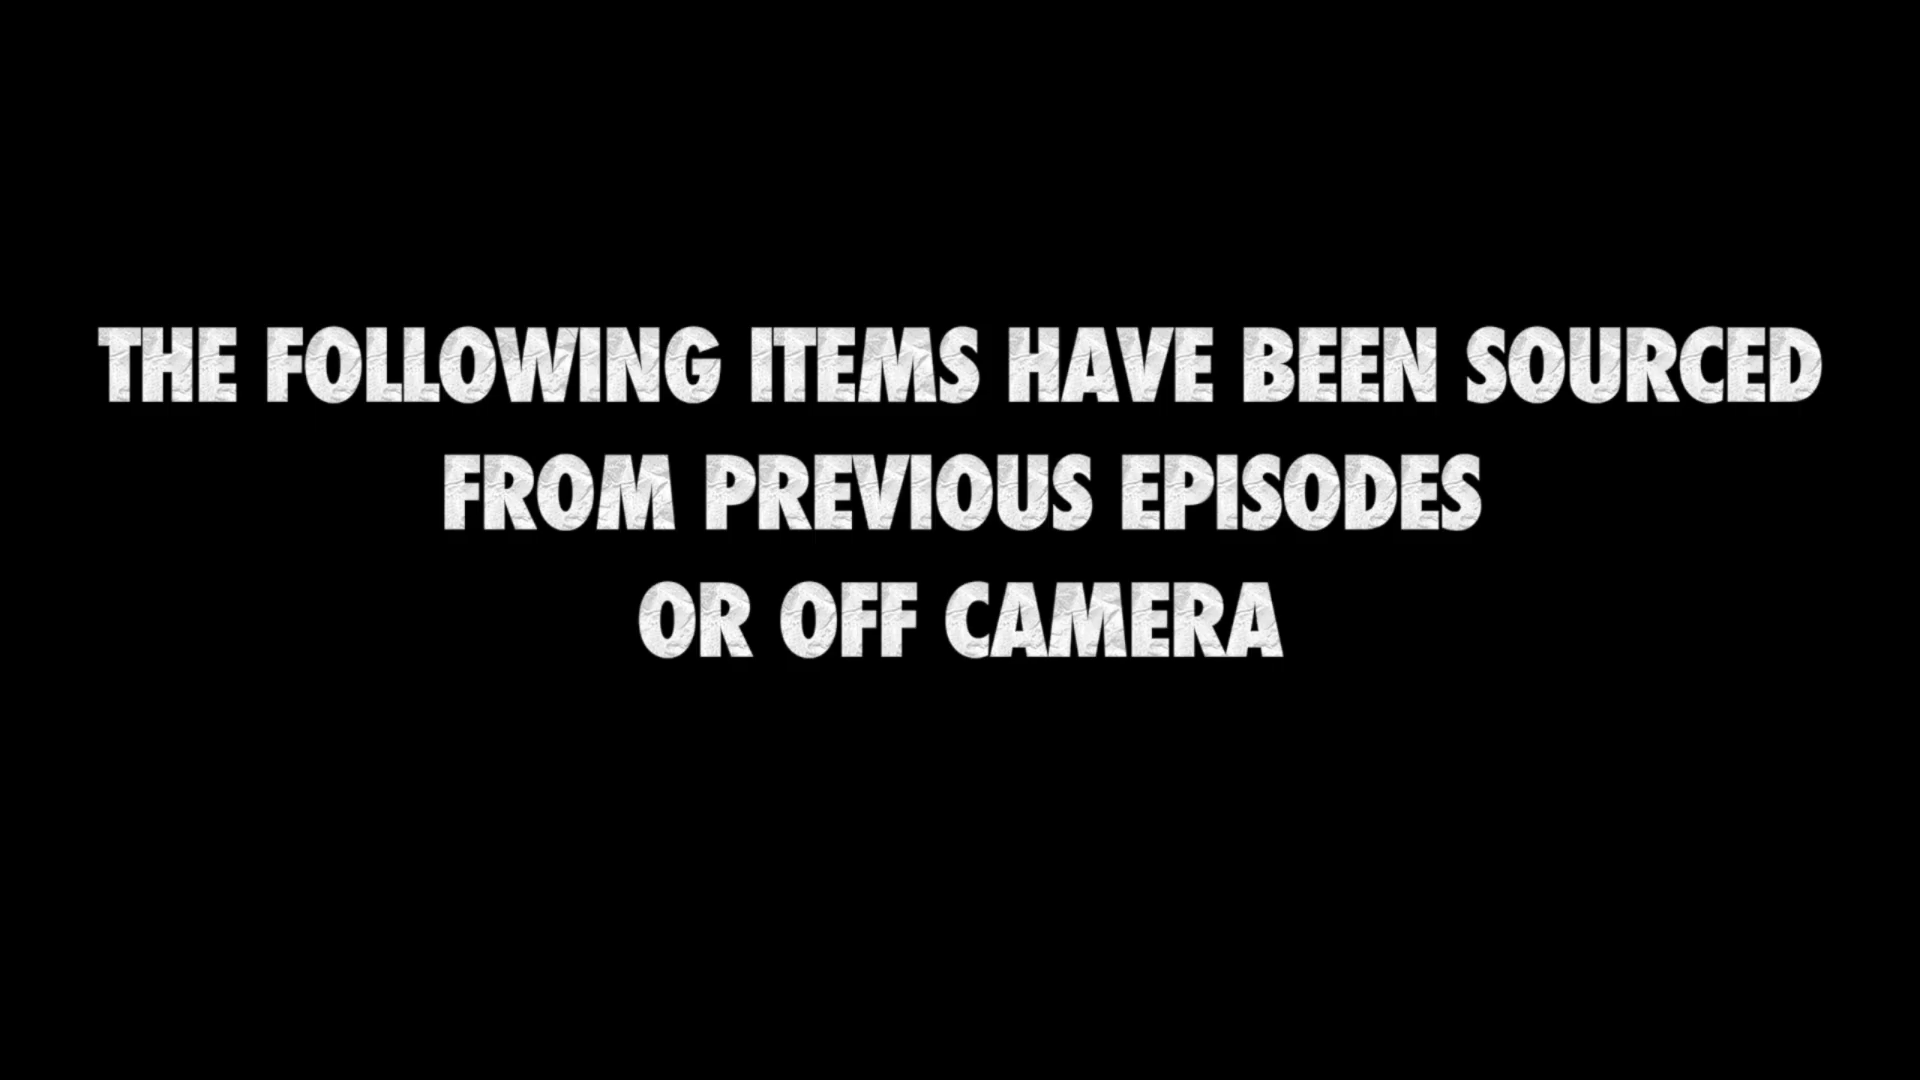 THE FOLLOWING ITEMS HAVE BEEN SOURCED
FROM PREVIOUS EPISODES
OR OFF CAMERA